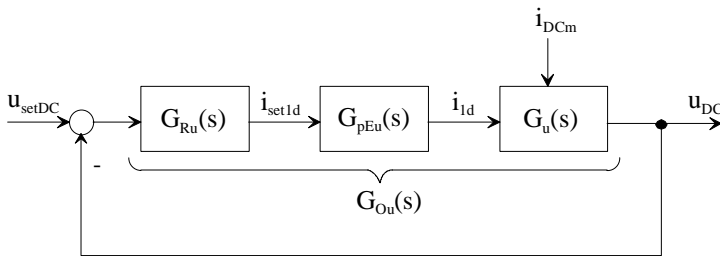 i_DCm
u_setDC
G_Ru(s)
i_set1d
G_pEu(s)
i_1d
G_u(s)
u_DC
-
G_Ou(s)